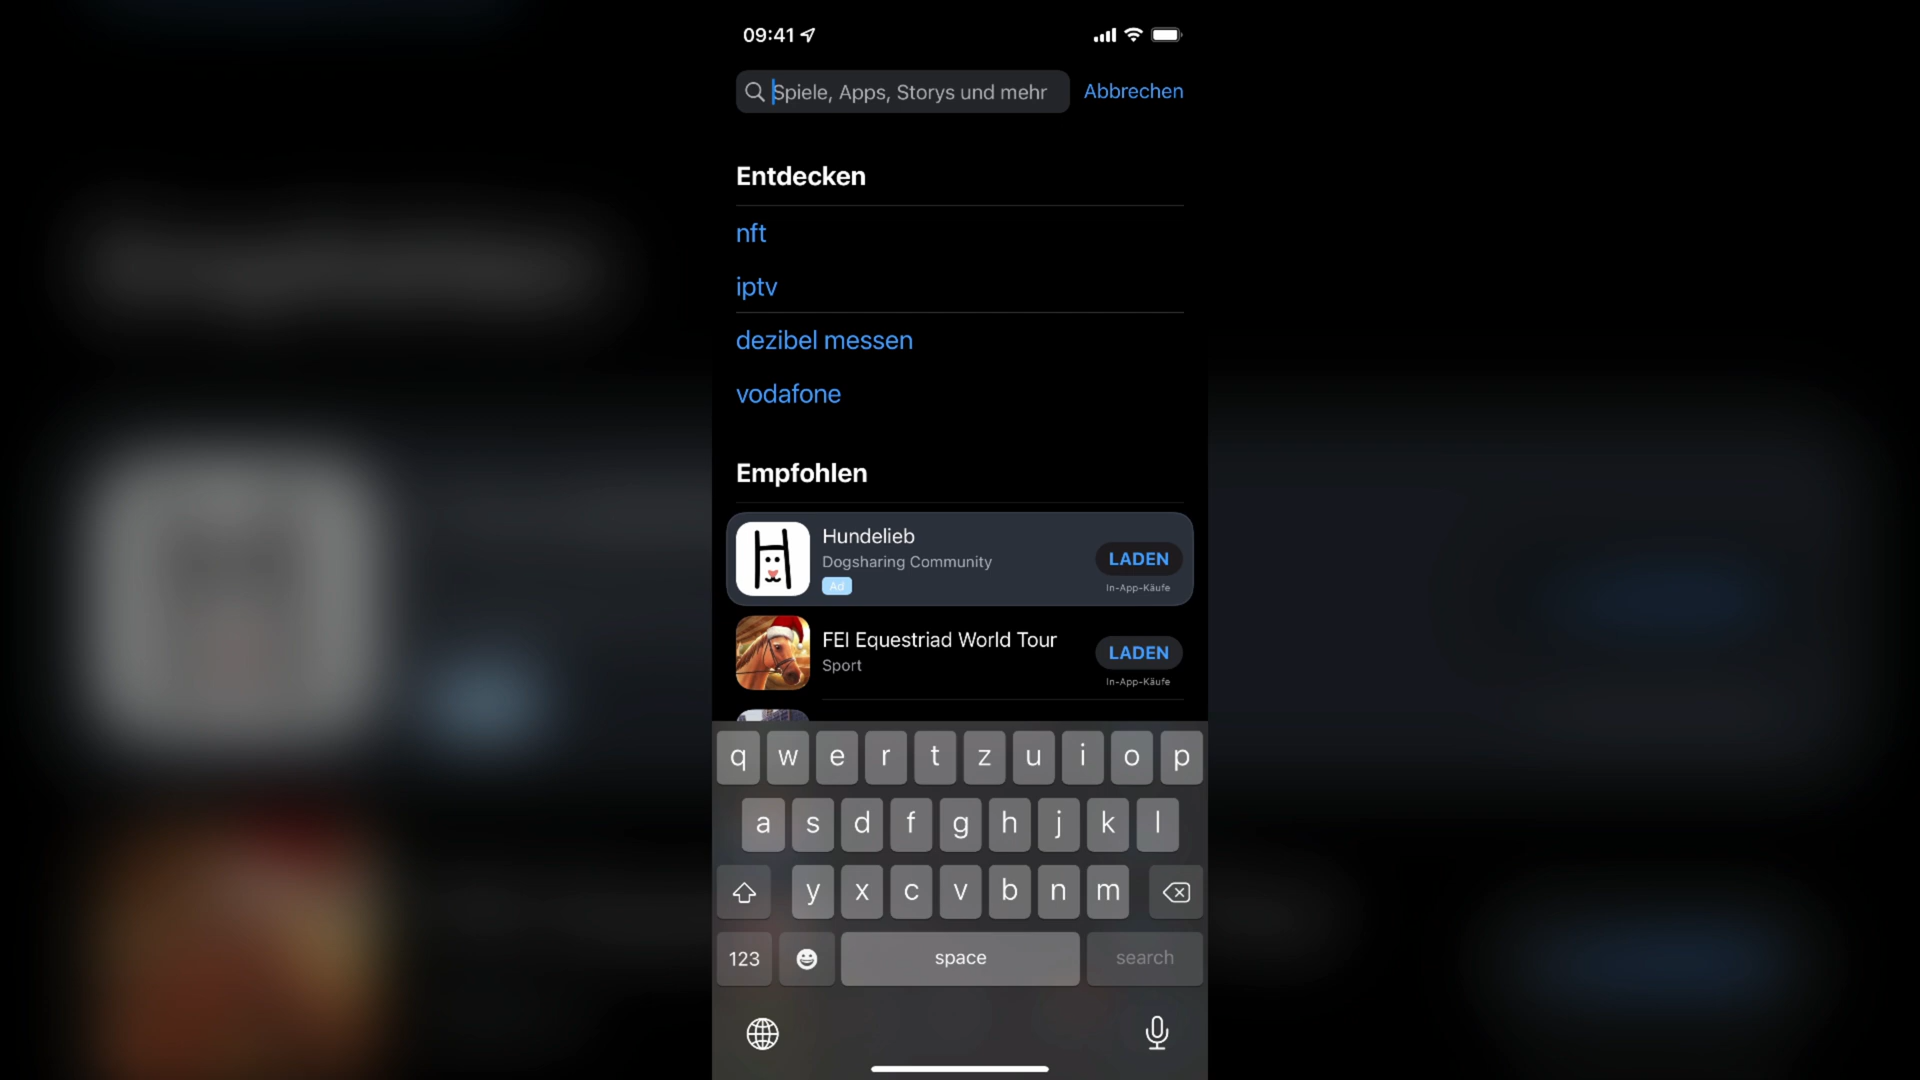 09:41
Spiele, Apps, Storys und mehr
Abbrechen
Entdecken
nft
iptv
dezibel messen
vodafone
Empfohlen
Hundelieb
Dogsharing Community
Ad
LADEN
In-App-Käufe
FEI Equestriad World Tour
Sport
LADEN
In-App-Käufe
q w e r t z u i o p
a s d f g h j k l
y x c v b n m
123 space search